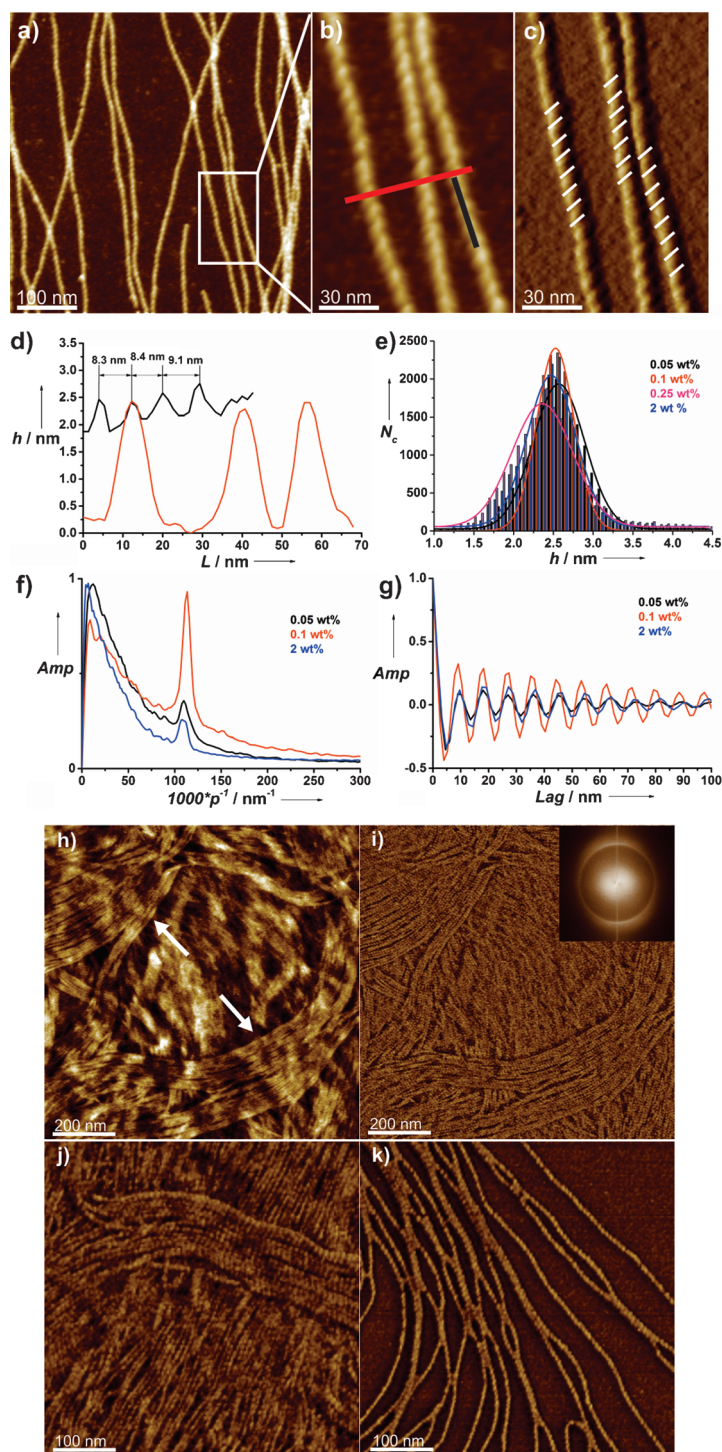 a)
b)
c)
100 nm
30 nm
30 nm
d)
8.3 nm
8.4 nm
9.1 nm
3.5
3.0
2.5
2.0
1.5
1.0
0.5
0.0
h / nm
0 10 20 30 40 50 60 70
L / nm
e)
2500
2000
1500
1000
500
0
Nc
0.05 wt%
0.1 wt%
0.25 wt%
2 wt %
1.0 1.5 2.0 2.5 3.0 3.5 4.0 4.5
h / nm
f)
1
0
Amp
0.05 wt%
0.1 wt%
2 wt%
0 50 100 150 200 250 300
1000*p⁻¹ / nm⁻¹
g)
1.0
0.5
0.0
-0.5
Amp
0.05 wt%
0.1 wt%
2 wt%
0 10 20 30 40 50 60 70 80 90 100
Lag / nm
h)
200 nm
i)
200 nm
j)
100 nm
k)
100 nm